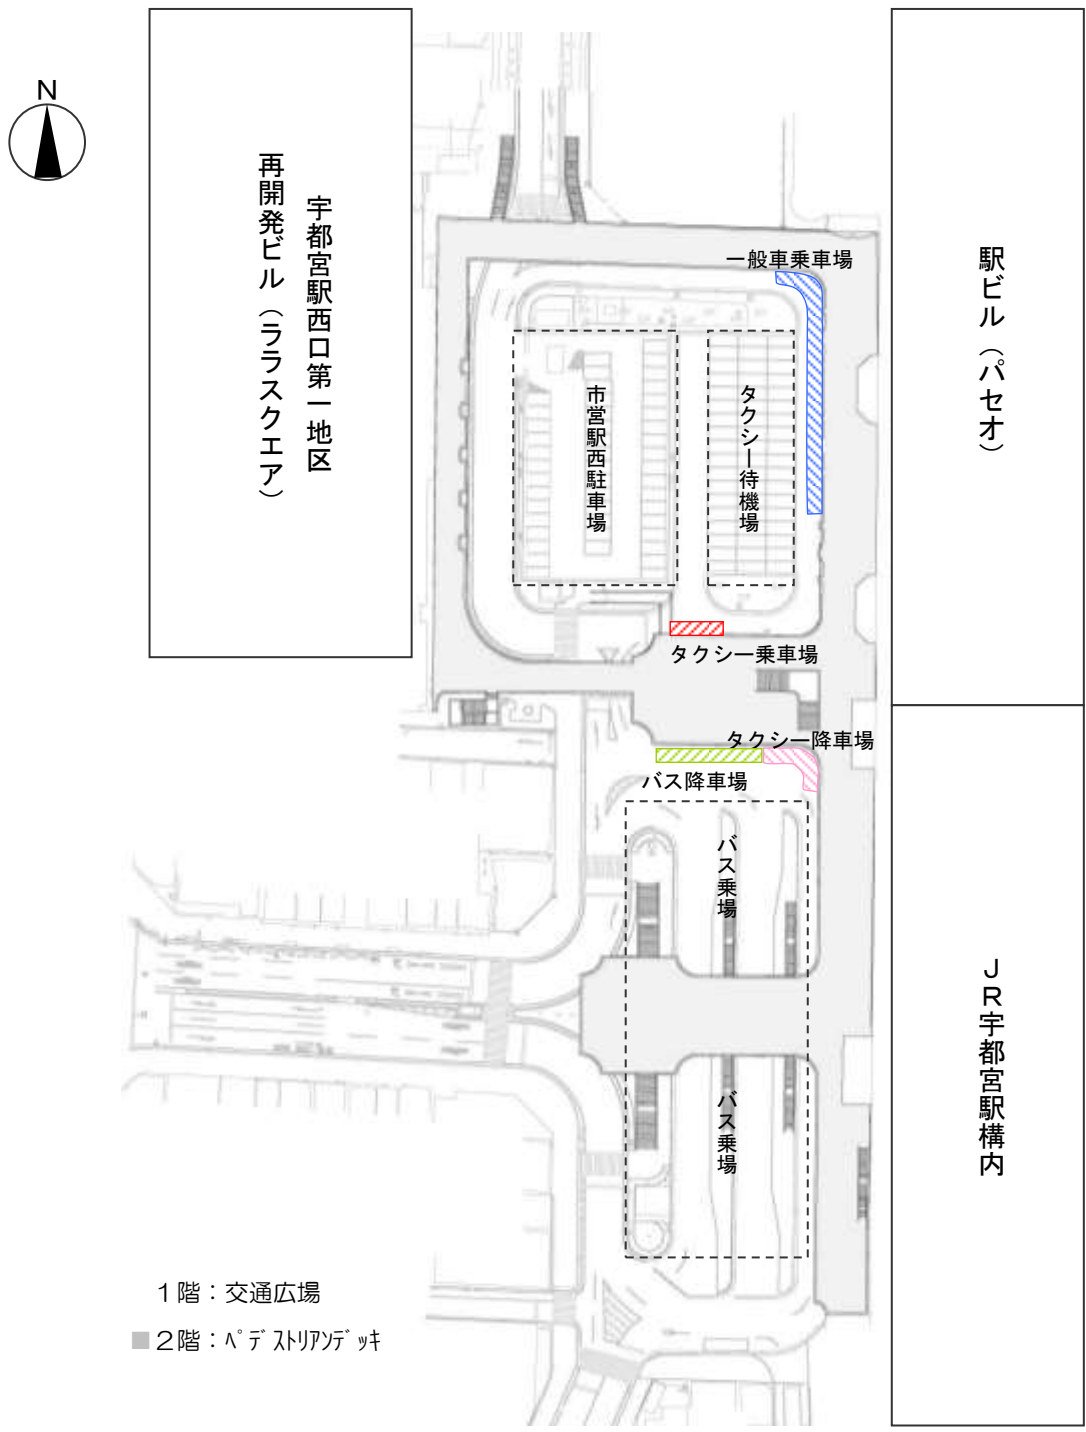 N
宇都宮駅西口第一地区
再開発ビル（ララスクエア）
一般車乗車場
駅ビル（パセオ）
市営駅西駐車場
タクシー待機場
タクシー乗車場
タクシー降車場
バス降車場
バス乗場
JR宇都宮駅構内
バス乗場
1階：交通広場
2階：ﾍﾟﾃﾞｽﾄﾘｱﾝﾃﾞｯｷ